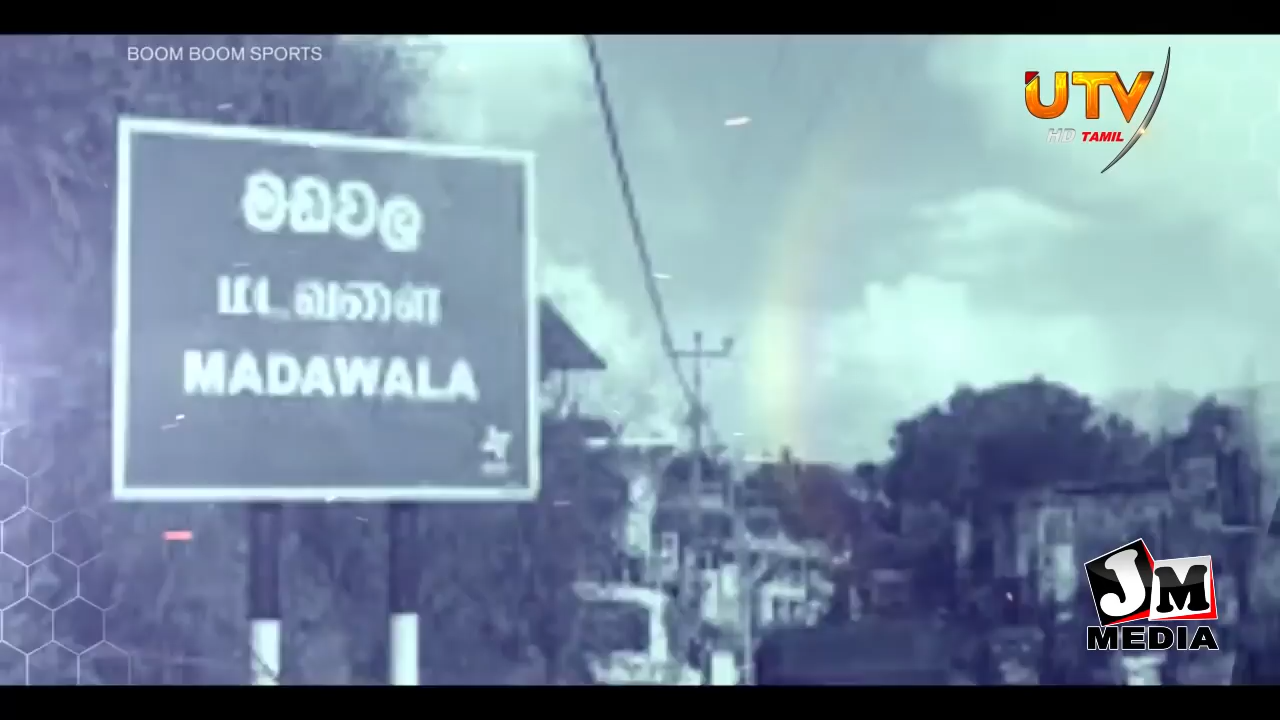 BOOM BOOM SPORTS
UTV
HD TAMIL
මඩවල
மடவளை
MADAWALA
JM
MEDIA